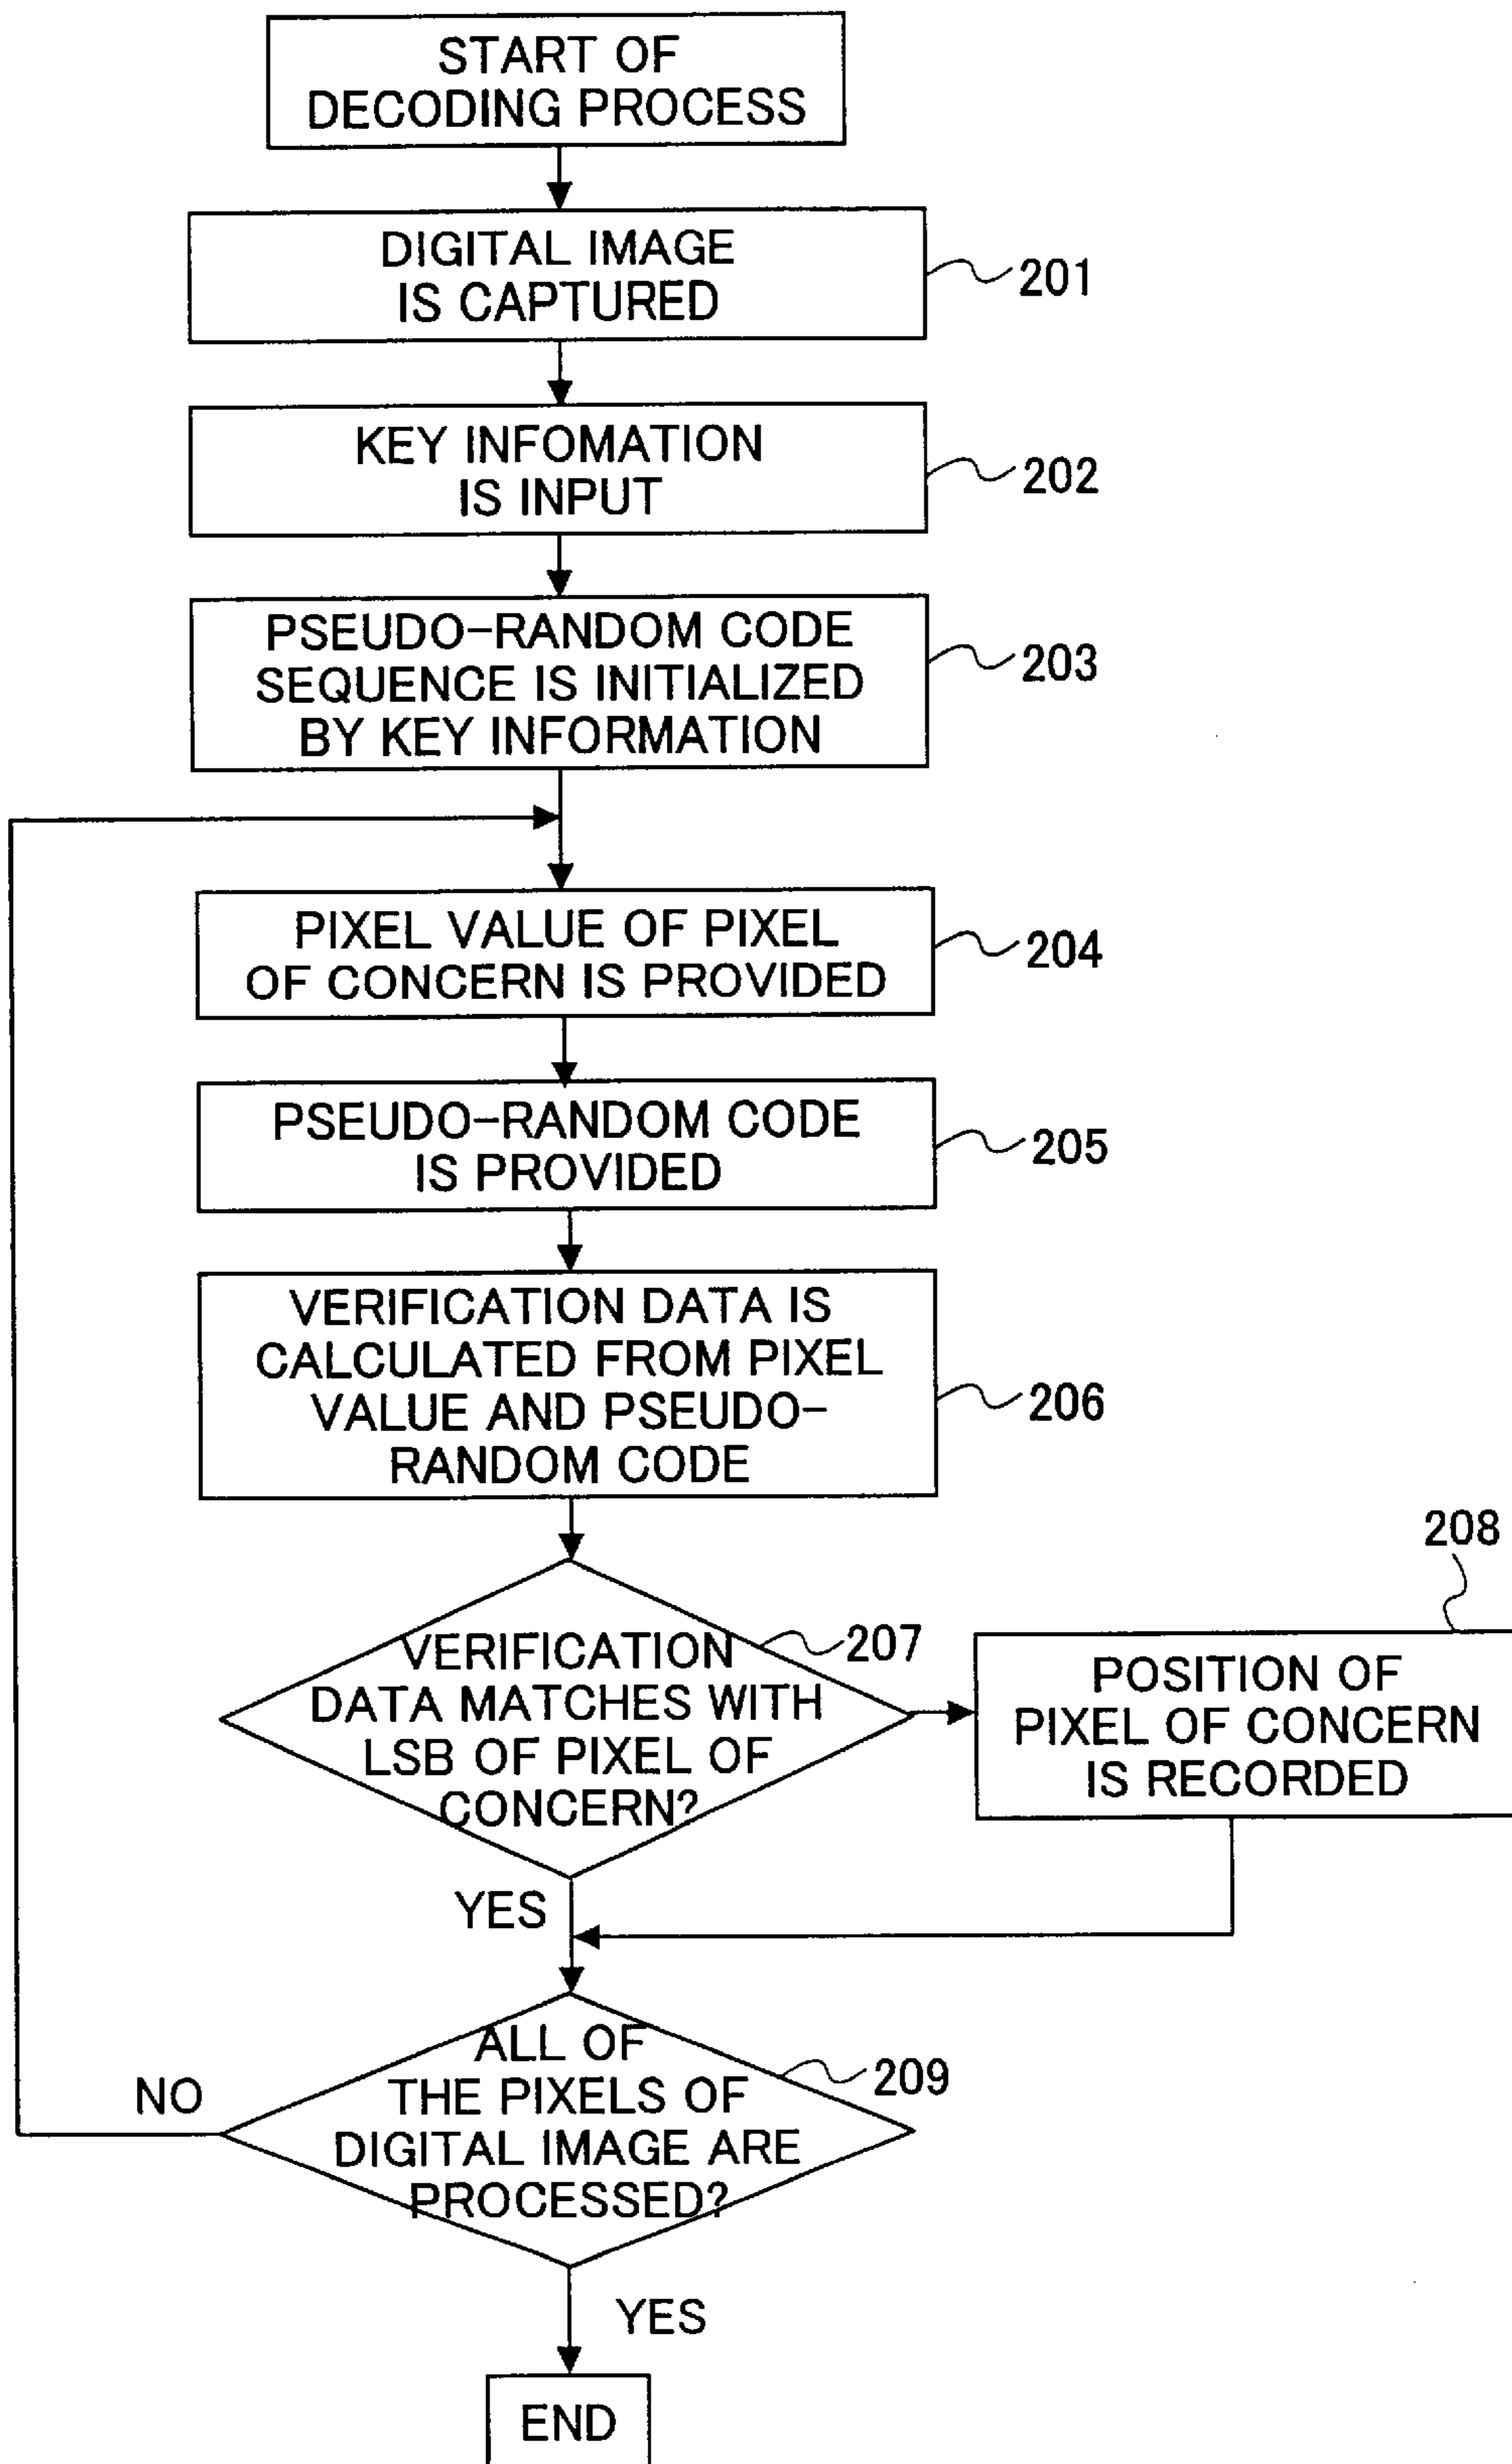 START OF
DECODING PROCESS
DIGITAL IMAGE
IS CAPTURED
201
KEY INFOMATION
IS INPUT
202
PSEUDO-RANDOM CODE
SEQUENCE IS INITIALIZED
BY KEY INFORMATION
203
PIXEL VALUE OF PIXEL
OF CONCERN IS PROVIDED
204
PSEUDO-RANDOM CODE
IS PROVIDED
205
VERIFICATION DATA IS
CALCULATED FROM PIXEL
VALUE AND PSEUDO-
RANDOM CODE
206
VERIFICATION
DATA MATCHES WITH
LSB OF PIXEL OF
CONCERN?
207
208
POSITION OF
PIXEL OF CONCERN
IS RECORDED
YES
ALL OF
THE PIXELS OF
DIGITAL IMAGE ARE
PROCESSED?
209
NO
YES
END